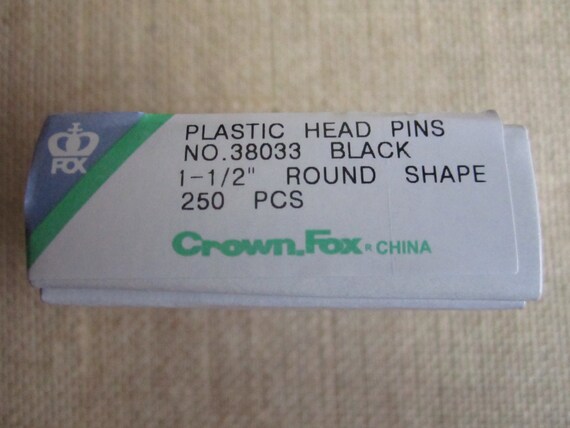 FOX
PLASTIC HEAD PINS
NO.38033 BLACK
1-1/2" ROUND SHAPE
250 PCS
Crown.Fox® CHINA